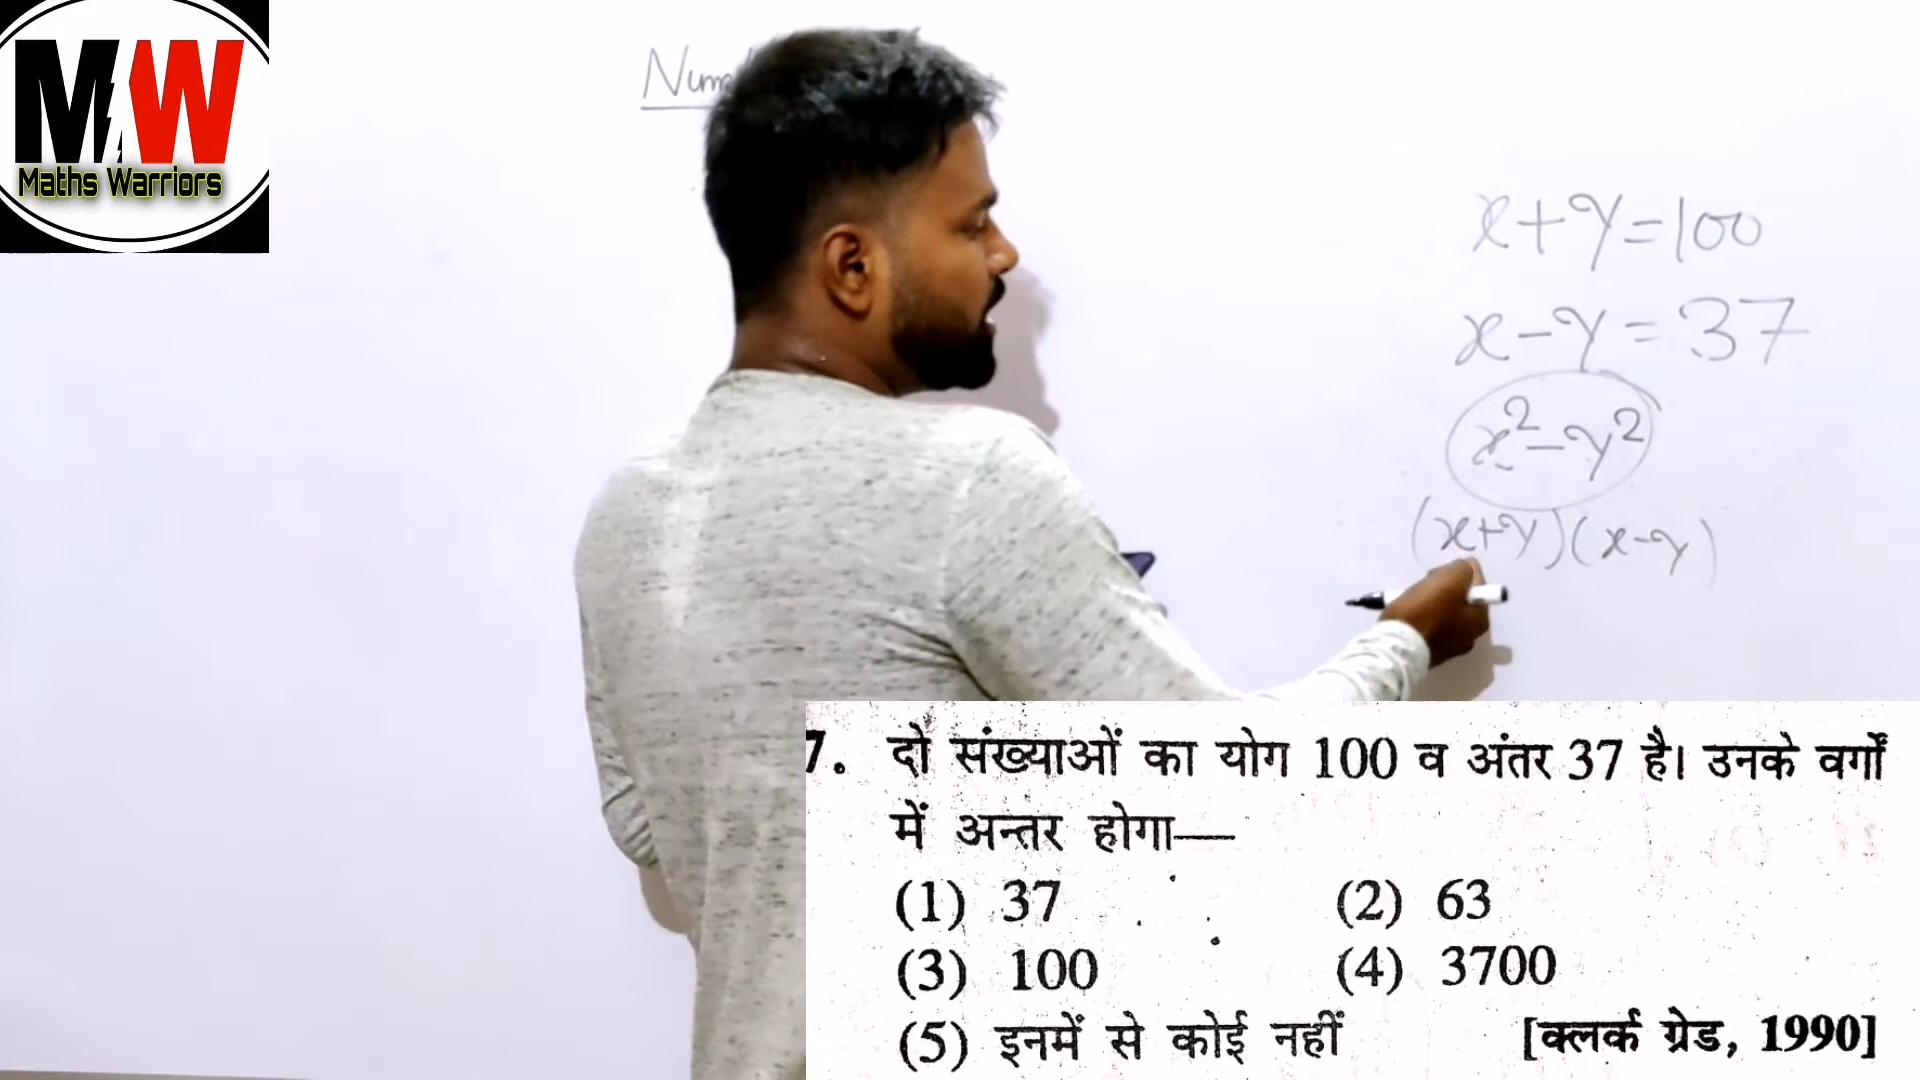 MW
Maths Warriors
x+y=100
x-y=37
x²-y²
(x+y)(x-y)
7. दो संख्याओं का योग 100 व अंतर 37 है। उनके वर्गों
में अन्तर होगा—
(1) 37 (2) 63
(3) 100 (4) 3700
(5) इनमें से कोई नहीं [क्लर्क ग्रेड, 1990]